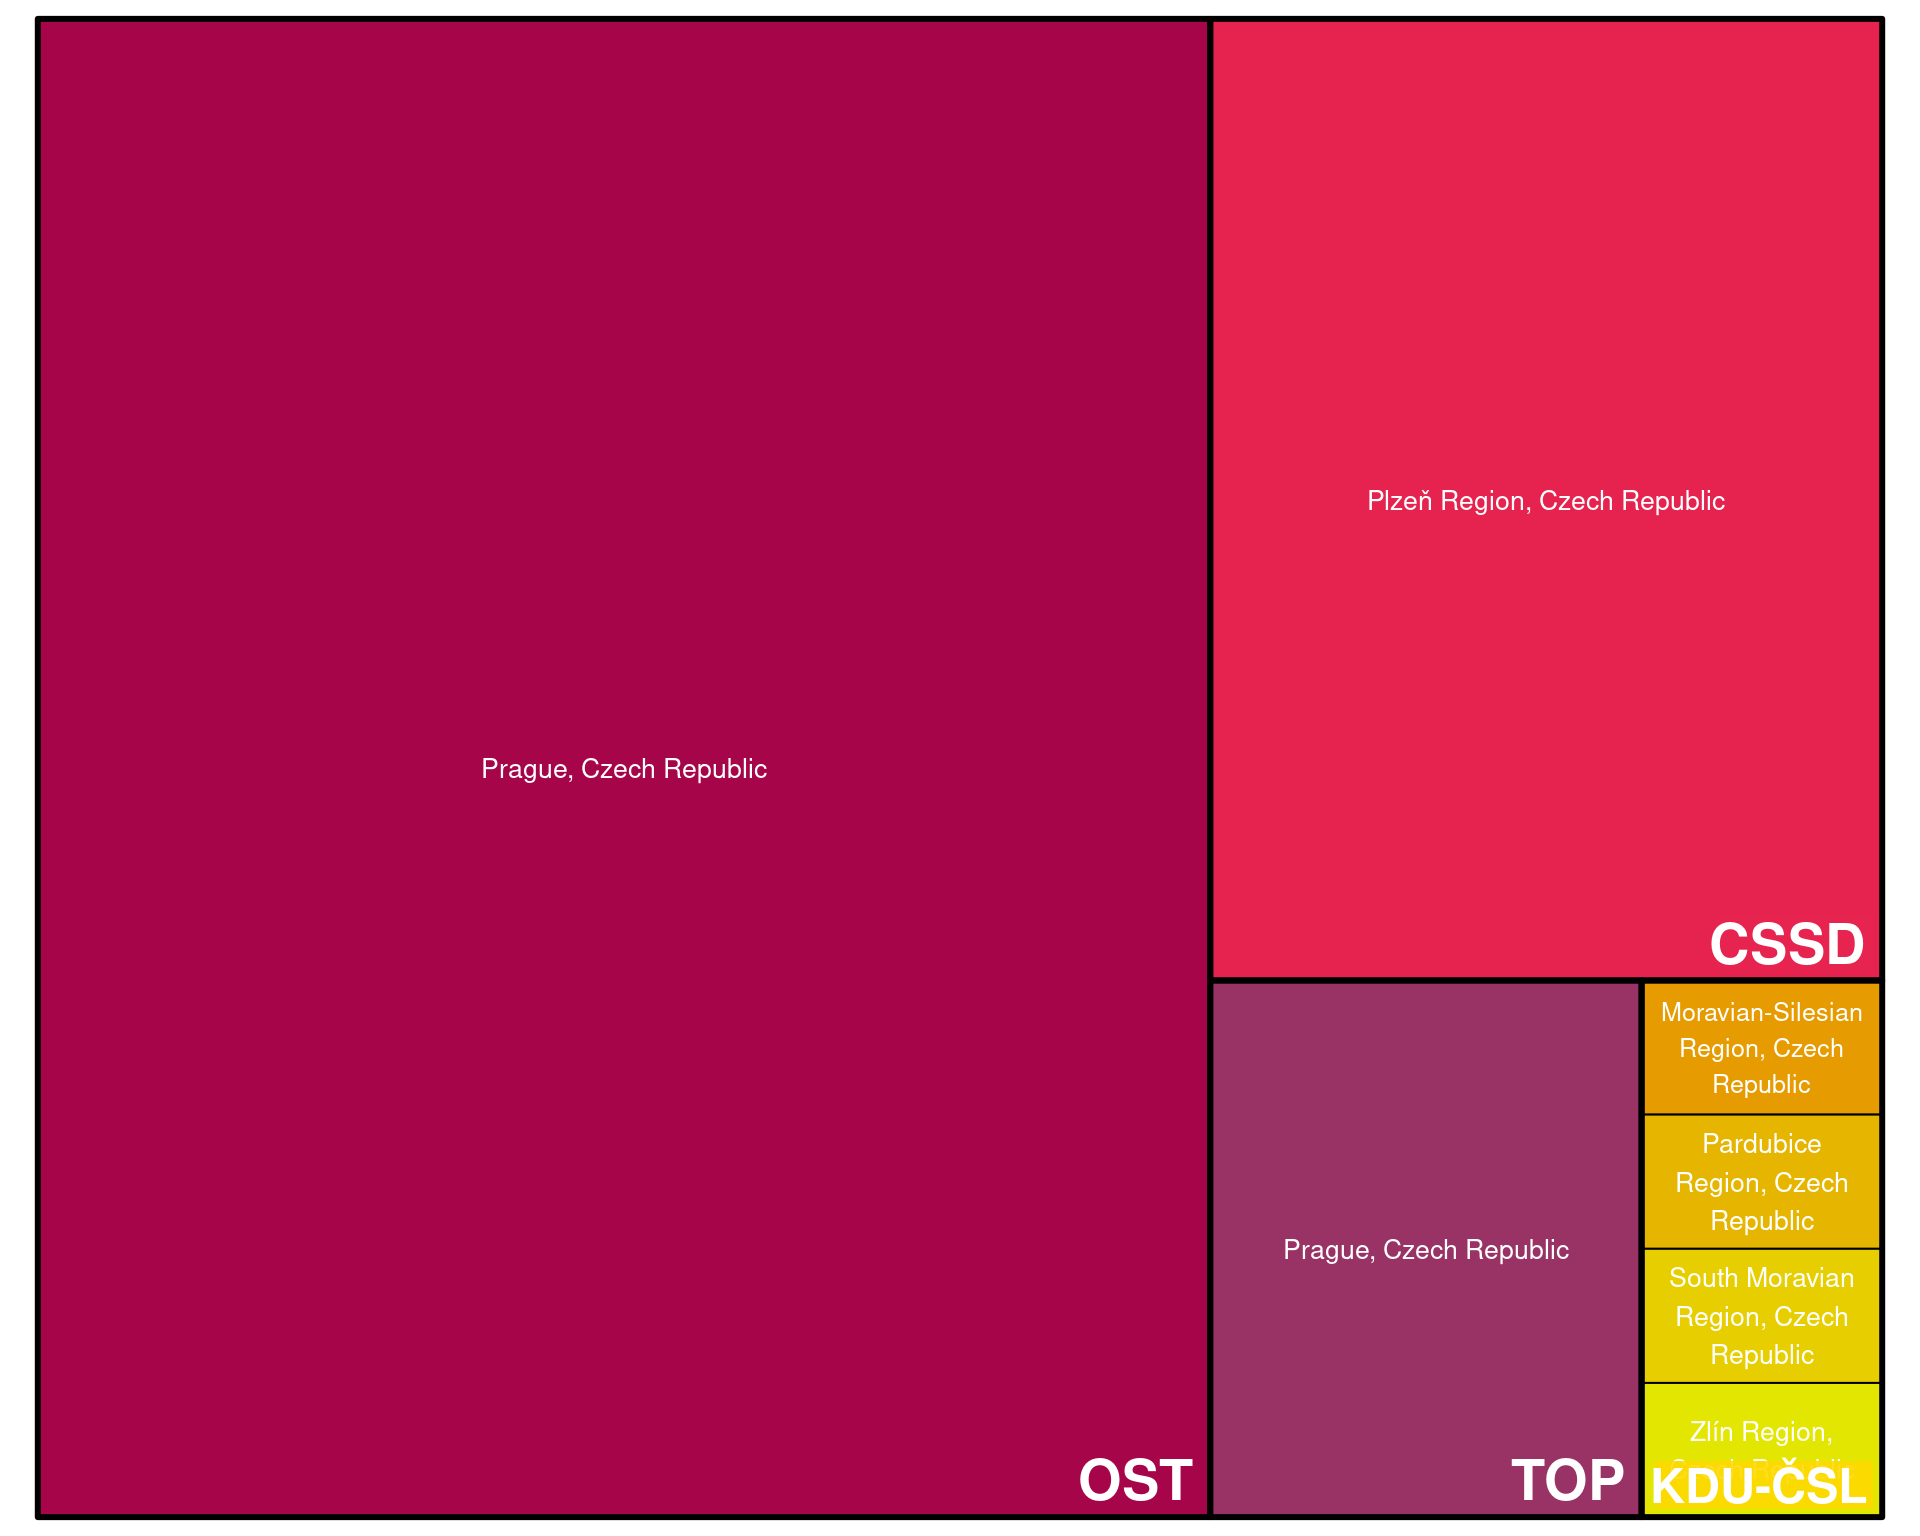 Prague, Czech Republic
OST
Plzeň Region, Czech Republic
CSSD
Prague, Czech Republic
TOP
Moravian-Silesian
Region, Czech
Republic
Pardubice
Region, Czech
Republic
South Moravian
Region, Czech
Republic
Zlín Region,
KDU-ČSL